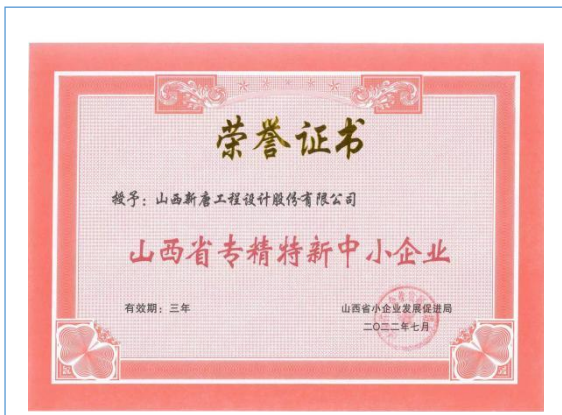 荣誉证书
授予：山西新唐工程设计股份有限公司
山西省专精特新中小企业
有效期：三年
山西省小企业发展促进局
二〇二二年七月